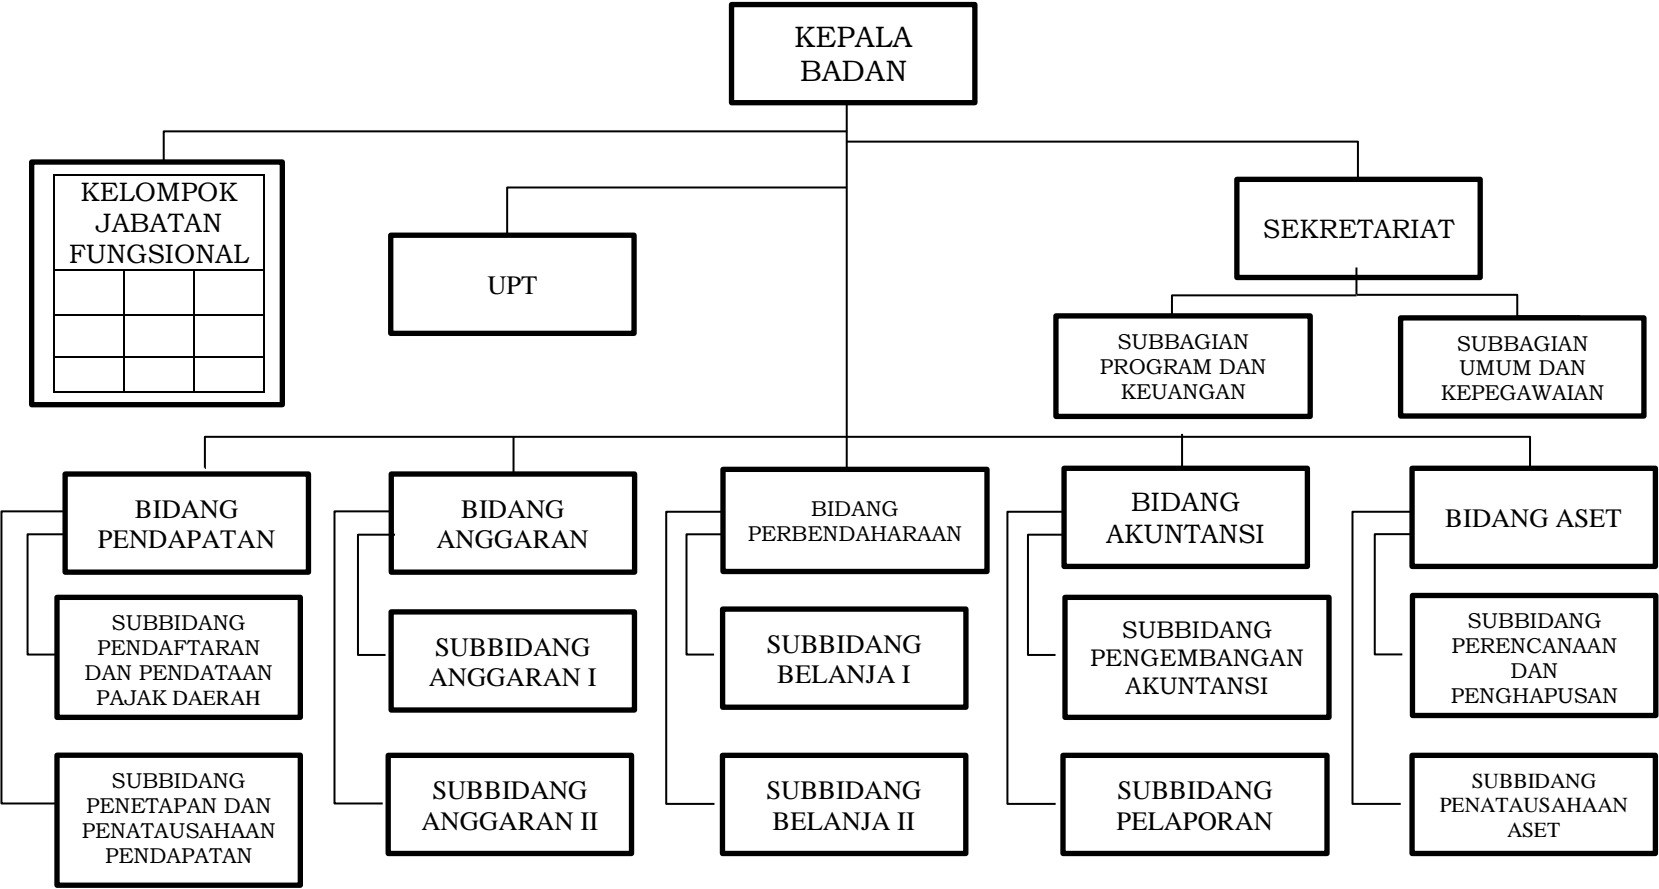 KEPALA
BADAN
KELOMPOK
JABATAN
FUNGSIONAL
UPT
SEKRETARIAT
SUBBAGIAN
PROGRAM DAN
KEUANGAN
SUBBAGIAN
UMUM DAN
KEPEGAWAIAN
BIDANG
PENDAPATAN
BIDANG
ANGGARAN
BIDANG
PERBENDAHARAAN
BIDANG
AKUNTANSI
BIDANG ASET
SUBBIDANG
PENDAFTARAN
DAN PENDATAAN
PAJAK DAERAH
SUBBIDANG
ANGGARAN I
SUBBIDANG
BELANJA I
SUBBIDANG
PENGEMBANGAN
AKUNTANSI
SUBBIDANG
PERENCANAAN
DAN
PENGHAPUSAN
SUBBIDANG
PENETAPAN DAN
PENATAUSAHAAN
PENDAPATAN
SUBBIDANG
ANGGARAN II
SUBBIDANG
BELANJA II
SUBBIDANG
PELAPORAN
SUBBIDANG
PENATAUSAHAAN
ASET